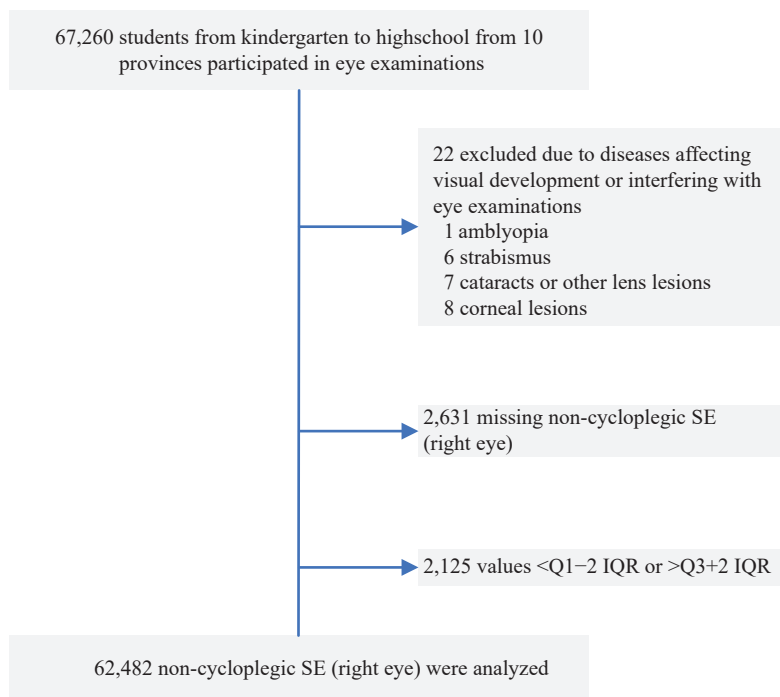 67,260 students from kindergarten to highschool from 10
provinces participated in eye examinations
22 excluded due to diseases affecting
visual development or interfering with
eye examinations
1 amblyopia
6 strabismus
7 cataracts or other lens lesions
8 corneal lesions
2,631 missing non-cycloplegic SE
(right eye)
2,125 values <Q1−2 IQR or >Q3+2 IQR
62,482 non-cycloplegic SE (right eye) were analyzed